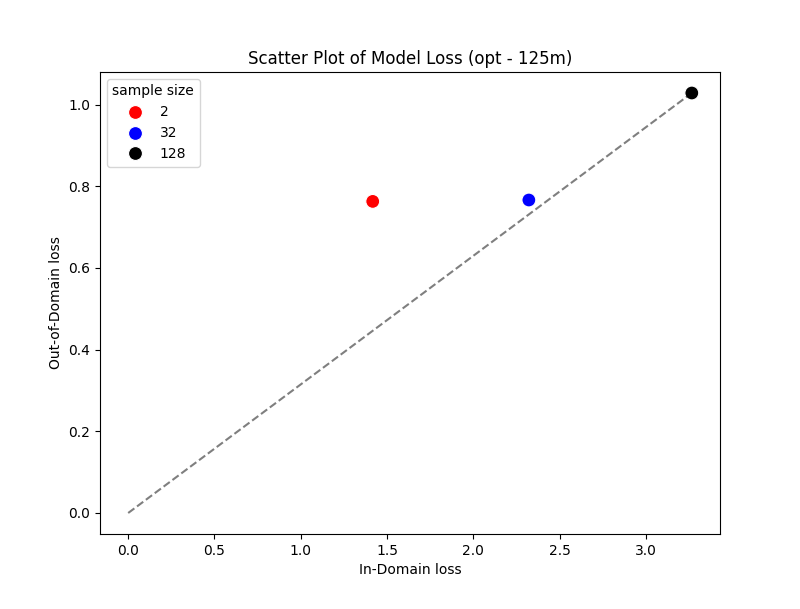 Scatter Plot of Model Loss (opt - 125m)
sample size
2
32
128
1.0
0.8
0.6
0.4
0.2
0.0
Out-of-Domain loss
0.0 0.5 1.0 1.5 2.0 2.5 3.0
In-Domain loss